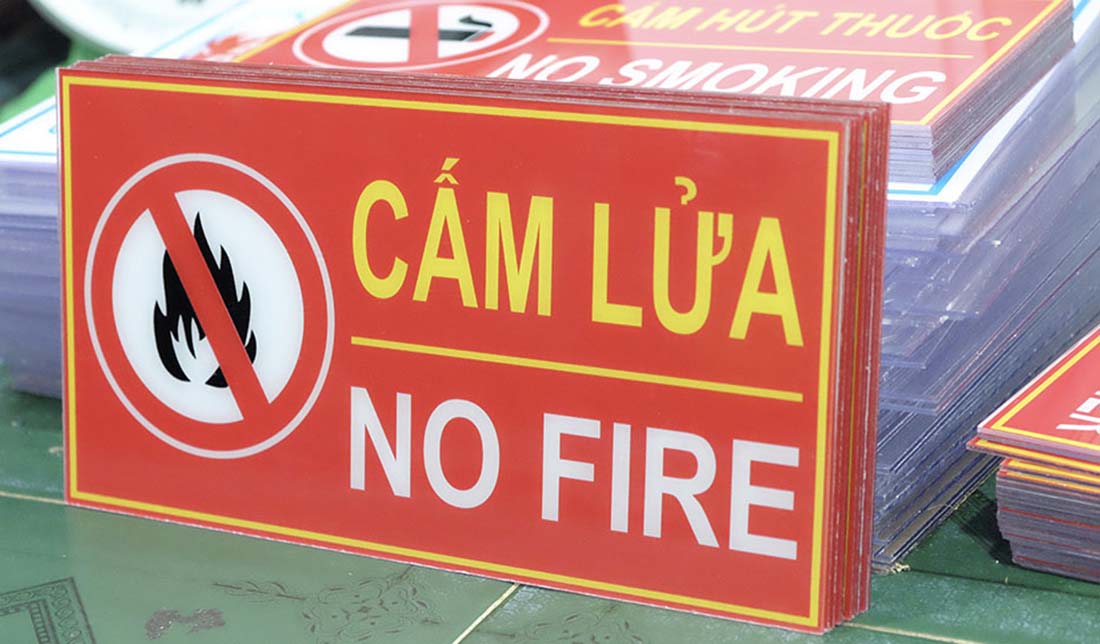 CẤM HÚT THUỐC
NO SMOKING
CẤM LỬA
NO FIRE